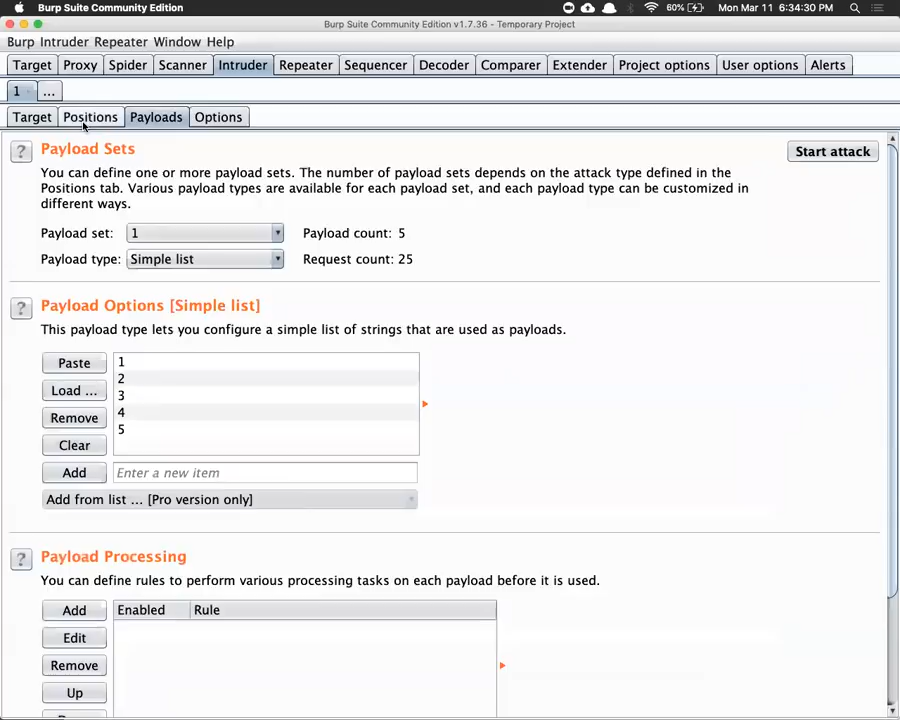 Burp Suite Community Edition
60%
Mon Mar 11 6:34:30 PM
Burp Suite Community Edition v1.7.36 - Temporary Project
Burp Intruder Repeater Window Help
Target Proxy Spider Scanner Intruder Repeater Sequencer Decoder Comparer Extender Project options User options Alerts
1 ...
Target Positions Payloads Options
? Payload Sets
Start attack
You can define one or more payload sets. The number of payload sets depends on the attack type defined in the
Positions tab. Various payload types are available for each payload set, and each payload type can be customized in
different ways.
Payload set: 1 Payload count: 5
Payload type: Simple list Request count: 25
? Payload Options [Simple list]
This payload type lets you configure a simple list of strings that are used as payloads.
Paste
Load ...
Remove
Clear
1
2
3
4
5
Add Enter a new item
Add from list ... [Pro version only]
? Payload Processing
You can define rules to perform various processing tasks on each payload before it is used.
Add
Edit
Remove
Up
Enabled Rule